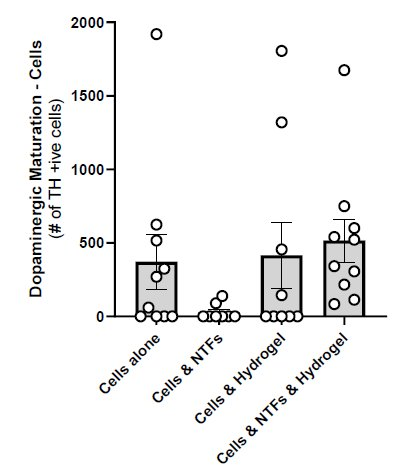 Dopaminergic Maturation - Cells
(# of TH +ive cells)
2000
1500
1000
500
0
Cells alone
Cells & NTFs
Cells & Hydrogel
Cells & NTFs & Hydrogel